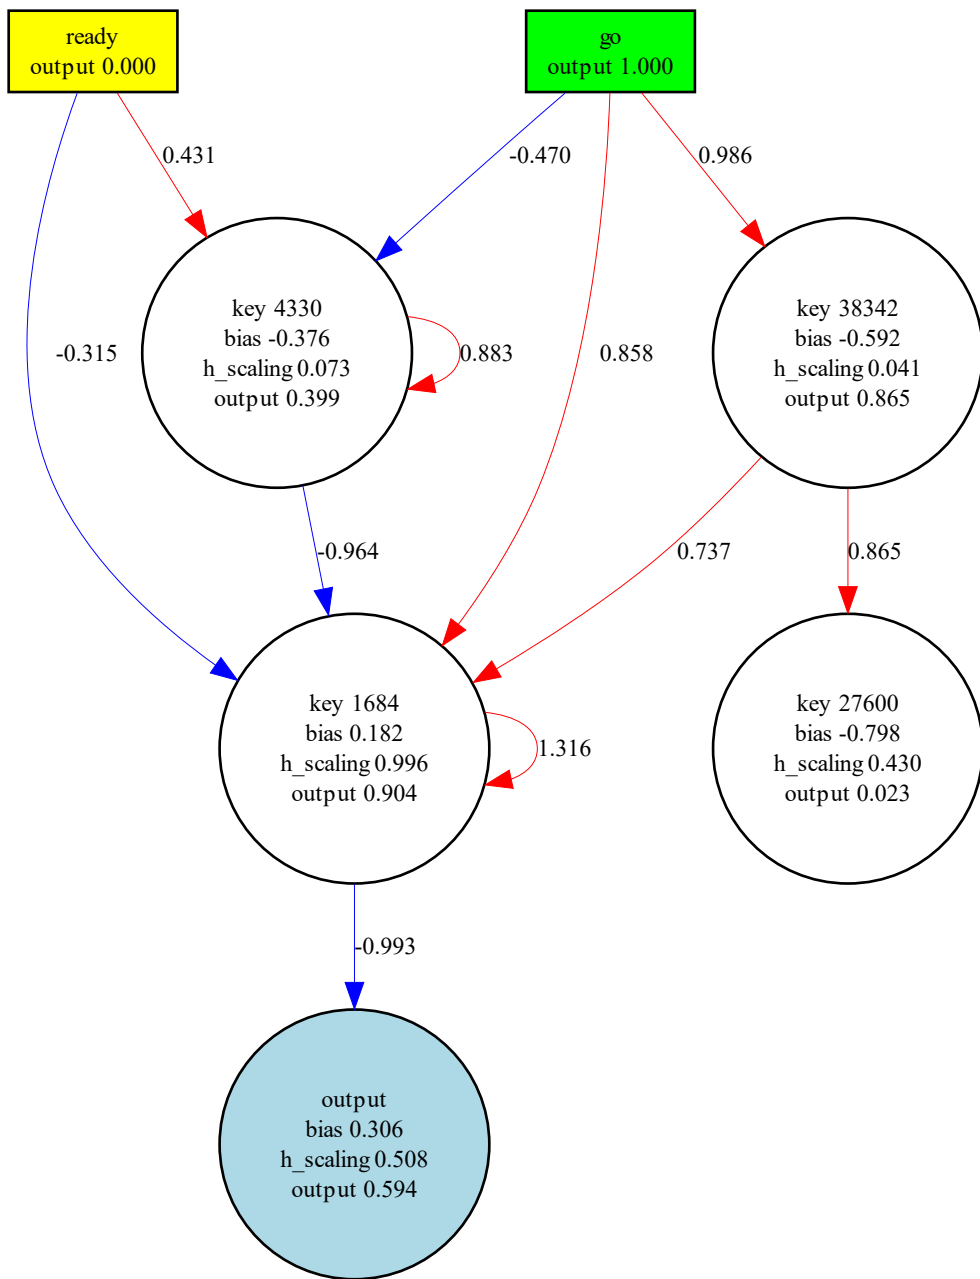 ready
output 0.000
go
output 1.000
0.431
-0.470
0.986
key 4330
bias -0.376
h_scaling 0.073
output 0.399
key 38342
bias -0.592
h_scaling 0.041
output 0.865
-0.315
0.883
0.858
-0.964
0.737
0.865
key 1684
bias 0.182
h_scaling 0.996
output 0.904
key 27600
bias -0.798
h_scaling 0.430
output 0.023
1.316
-0.993
output
bias 0.306
h_scaling 0.508
output 0.594